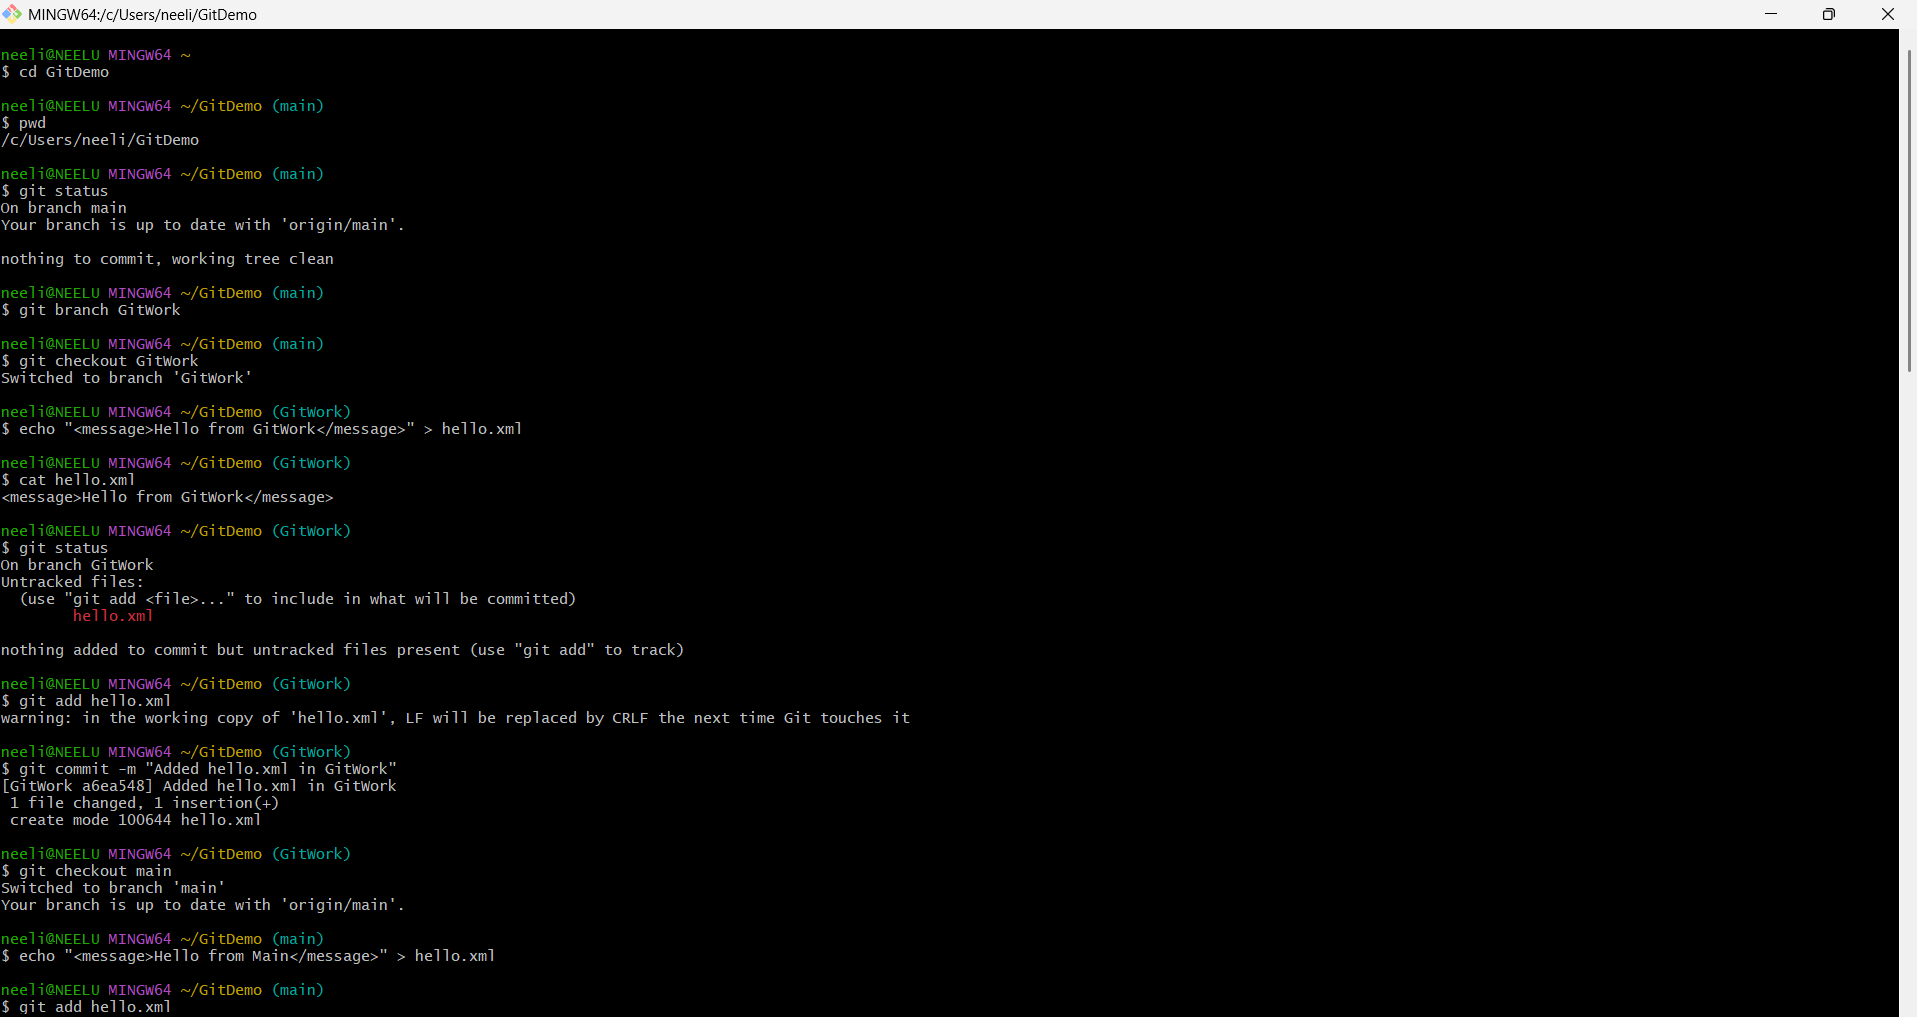 MINGW64:/c/Users/neeli/GitDemo
neeli@NEELU MINGW64 ~
$ cd GitDemo
neeli@NEELU MINGW64 ~/GitDemo (main)
$ pwd
/c/Users/neeli/GitDemo
neeli@NEELU MINGW64 ~/GitDemo (main)
$ git status
On branch main
Your branch is up to date with 'origin/main'.
nothing to commit, working tree clean
neeli@NEELU MINGW64 ~/GitDemo (main)
$ git branch GitWork
neeli@NEELU MINGW64 ~/GitDemo (main)
$ git checkout GitWork
Switched to branch 'GitWork'
neeli@NEELU MINGW64 ~/GitDemo (GitWork)
$ echo "<message>Hello from GitWork</message>" > hello.xml
neeli@NEELU MINGW64 ~/GitDemo (GitWork)
$ cat hello.xml
<message>Hello from GitWork</message>
neeli@NEELU MINGW64 ~/GitDemo (GitWork)
$ git status
On branch GitWork
Untracked files:
  (use "git add <file>..." to include in what will be committed)
        hello.xml
nothing added to commit but untracked files present (use "git add" to track)
neeli@NEELU MINGW64 ~/GitDemo (GitWork)
$ git add hello.xml
warning: in the working copy of 'hello.xml', LF will be replaced by CRLF the next time Git touches it
neeli@NEELU MINGW64 ~/GitDemo (GitWork)
$ git commit -m "Added hello.xml in GitWork"
[GitWork a6ea548] Added hello.xml in GitWork
 1 file changed, 1 insertion(+)
 create mode 100644 hello.xml
neeli@NEELU MINGW64 ~/GitDemo (GitWork)
$ git checkout main
Switched to branch 'main'
Your branch is up to date with 'origin/main'.
neeli@NEELU MINGW64 ~/GitDemo (main)
$ echo "<message>Hello from Main</message>" > hello.xml
neeli@NEELU MINGW64 ~/GitDemo (main)
$ git add hello.xml